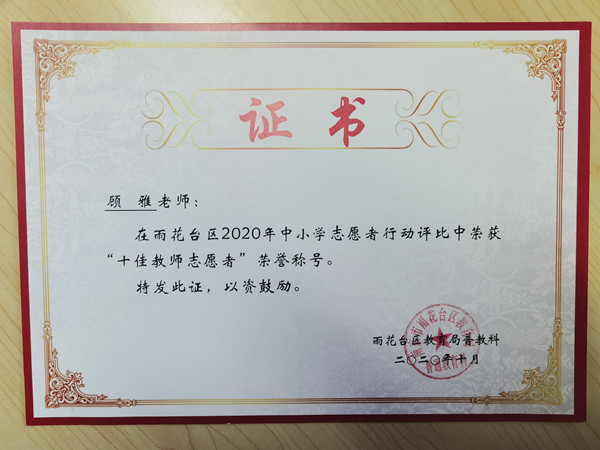 证书
顾 雅老师：
在雨花台区2020年中小学志愿者行动评比中荣获
“十佳教师志愿者”荣誉称号。
特发此证，以资鼓励。
雨花台区教育局普教科
二〇二〇年十月